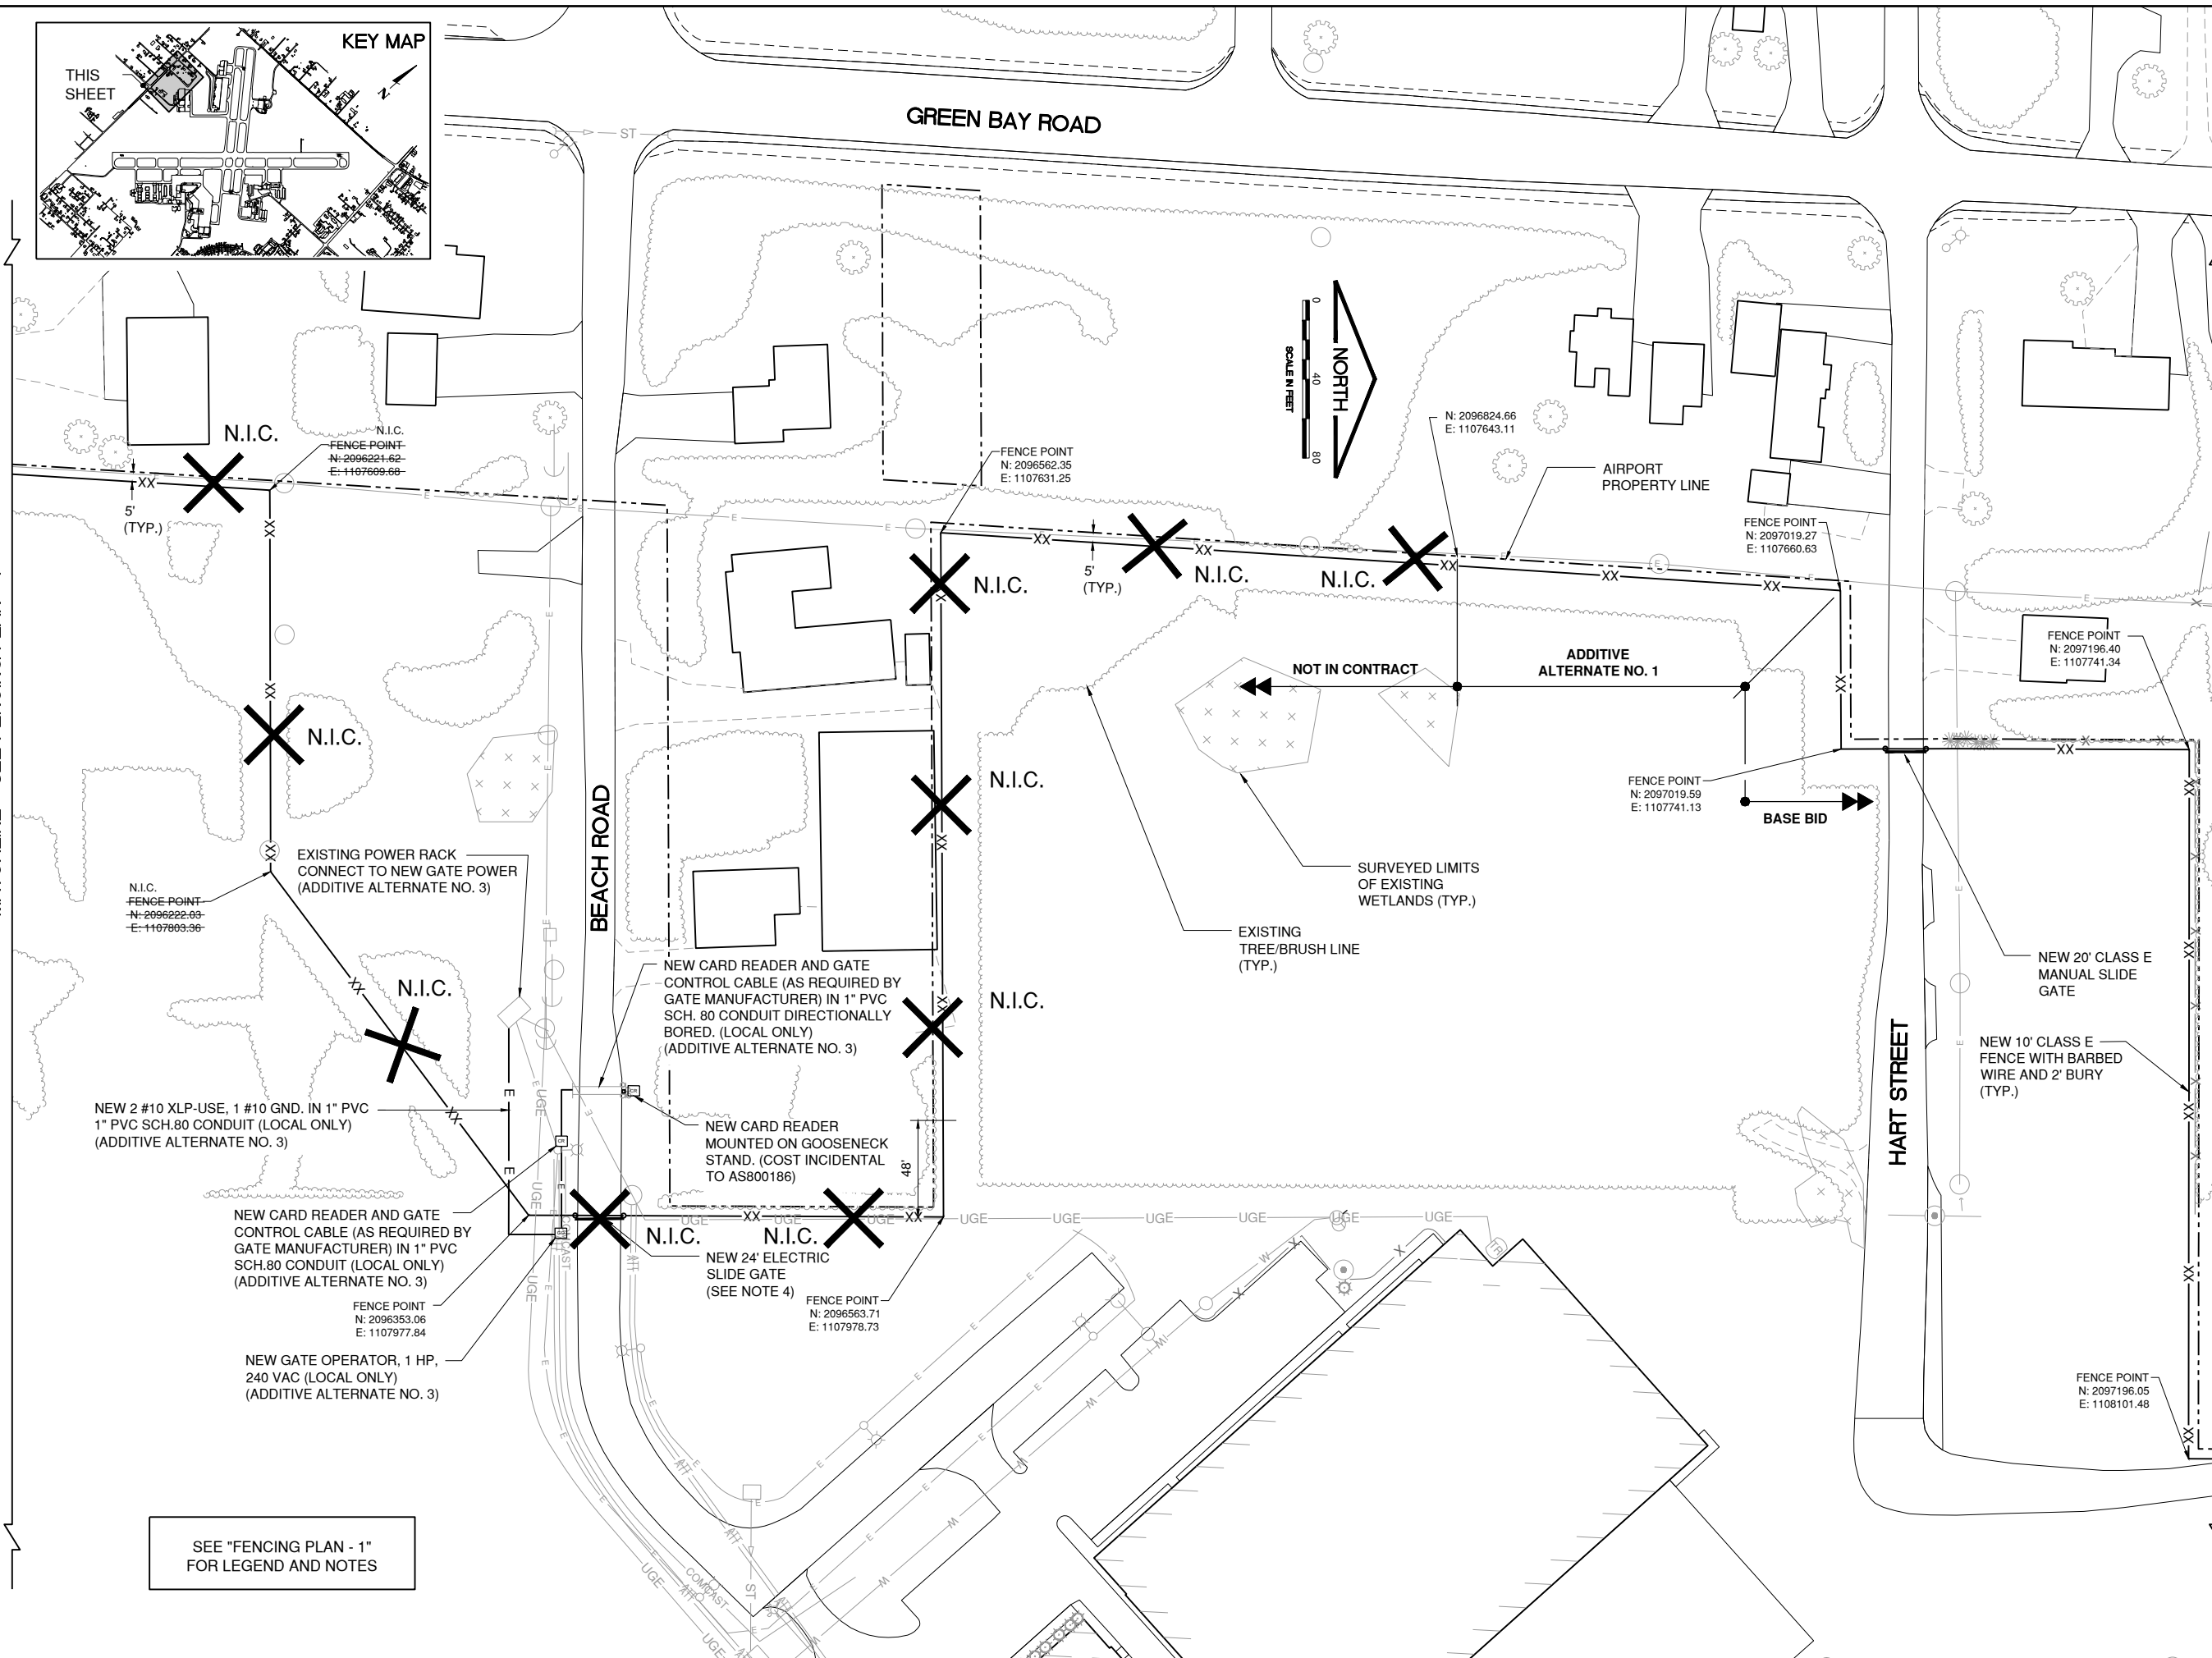 KEY MAP
THIS
SHEET
N
GREEN BAY ROAD
ST
N.I.C.
N.I.C.
FENCE POINT
N: 2096221.62
E: 1107609.68
5'
(TYP.)
XX
FENCE POINT
N: 2096562.35
E: 1107631.25
0
40
80
SCALE IN FEET
NORTH
N: 2096824.66
E: 1107643.11
AIRPORT
PROPERTY LINE
FENCE POINT
N: 2097019.27
E: 1107660.63
5'
(TYP.)
N.I.C.
N.I.C.
N.I.C.
NOT IN CONTRACT
ADDITIVE
ALTERNATE NO. 1
FENCE POINT
N: 2097196.40
E: 1107741.34
N.I.C.
N.I.C.
FENCE POINT
N: 2097019.59
E: 1107741.13
BASE BID
BEACH ROAD
EXISTING POWER RACK
CONNECT TO NEW GATE POWER
(ADDITIVE ALTERNATE NO. 3)
N.I.C.
FENCE POINT
N: 2096222.03
E: 1107803.36
SURVEYED LIMITS
OF EXISTING
WETLANDS (TYP.)
EXISTING
TREE/BRUSH LINE
(TYP.)
NEW 20' CLASS E
MANUAL SLIDE
GATE
N.I.C.
NEW CARD READER AND GATE
CONTROL CABLE (AS REQUIRED BY
GATE MANUFACTURER) IN 1" PVC
SCH. 80 CONDUIT DIRECTIONALLY
BORED. (LOCAL ONLY)
(ADDITIVE ALTERNATE NO. 3)
N.I.C.
HART STREET
NEW 10' CLASS E
FENCE WITH BARBED
WIRE AND 2' BURY
(TYP.)
NEW 2 #10 XLP-USE, 1 #10 GND. IN 1" PVC
1" PVC SCH.80 CONDUIT (LOCAL ONLY)
(ADDITIVE ALTERNATE NO. 3)
NEW CARD READER
MOUNTED ON GOOSENECK
STAND. (COST INCIDENTAL
TO AS800186)
48'
NEW CARD READER AND GATE
CONTROL CABLE (AS REQUIRED BY
GATE MANUFACTURER) IN 1" PVC
SCH.80 CONDUIT (LOCAL ONLY)
(ADDITIVE ALTERNATE NO. 3)
N.I.C.
N.I.C.
UGE
UGE
UGE
UGE
UGE
UGE
UGE
UGE
UGE
TR
NEW 24' ELECTRIC
SLIDE GATE
(SEE NOTE 4)
FENCE POINT
N: 2096563.71
E: 1107978.73
FENCE POINT
N: 2096353.06
E: 1107977.84
NEW GATE OPERATOR, 1 HP,
240 VAC (LOCAL ONLY)
(ADDITIVE ALTERNATE NO. 3)
FENCE POINT
N: 2097196.05
E: 1108101.48
SEE "FENCING PLAN - 1"
FOR LEGEND AND NOTES
UGE
COMCAST
ATT
ST
UGE